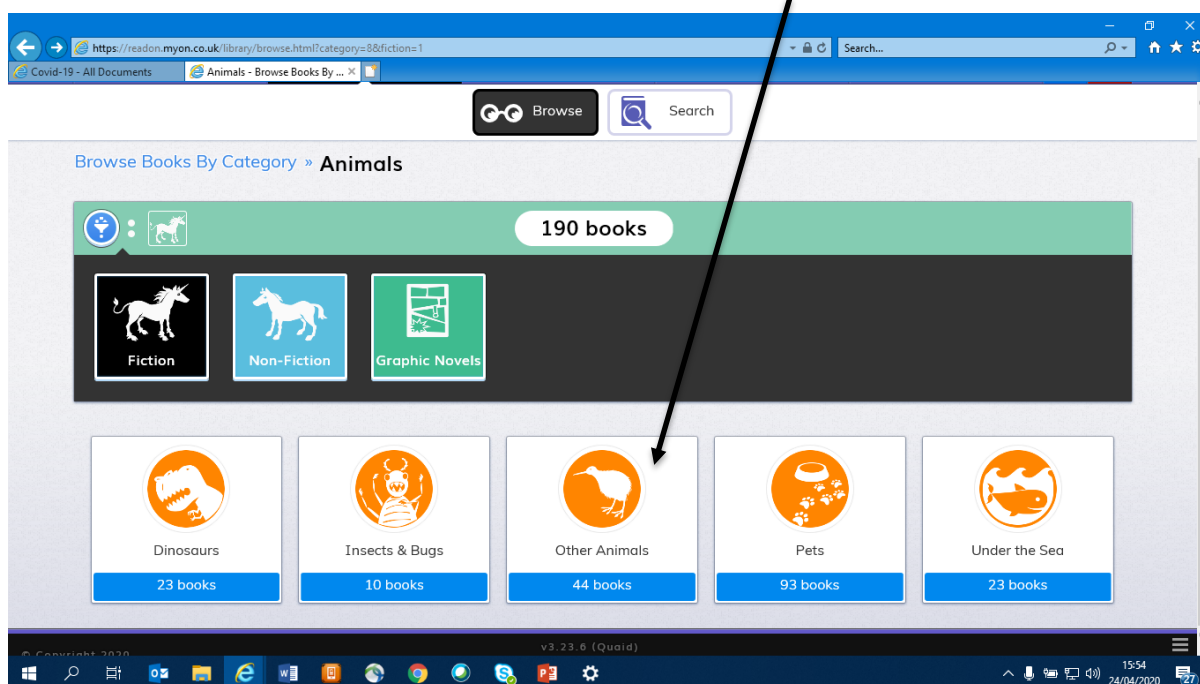 https://readon.myon.co.uk/library/browse.html?category=8&fiction=1
Search...
Covid-19 - All Documents
Animals - Browse Books By ...
Browse
Search
Browse Books By Category » Animals
190 books
Fiction
Non-Fiction
Graphic Novels
Dinosaurs
Insects & Bugs
Other Animals
Pets
Under the Sea
23 books
10 books
44 books
93 books
23 books
© Copyright 2020
v3.23.6 (Quaid)
15:54
24/04/2020
27